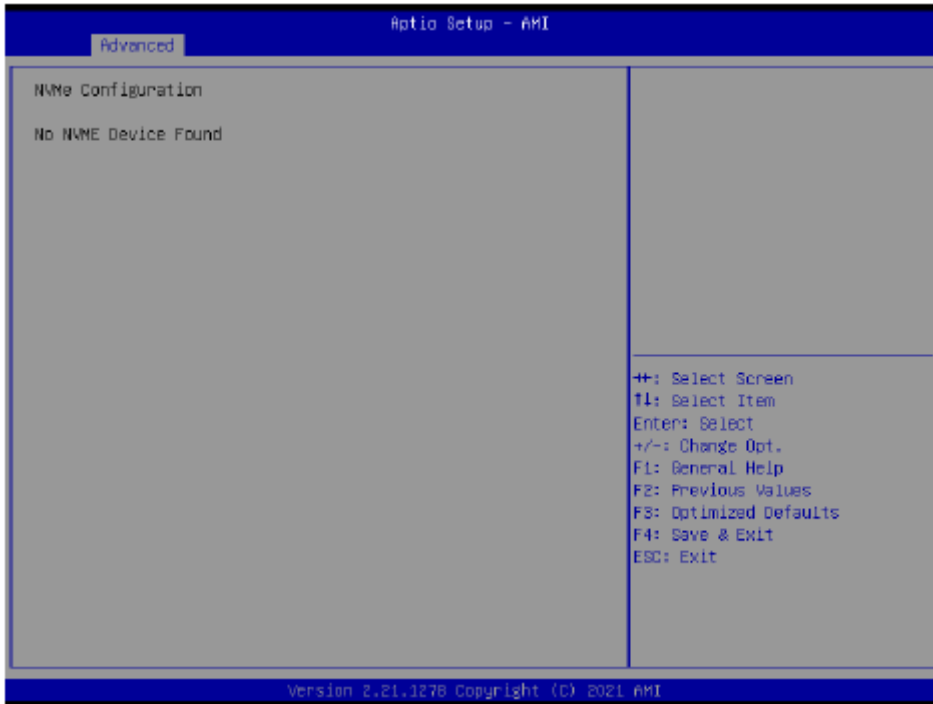 Aptio Setup - AMI
Advanced
NVMe Configuration
No NVME Device Found
→←: Select Screen
↑↓: Select Item
Enter: Select
+/-: Change Opt.
F1: General Help
F2: Previous Values
F3: Optimized Defaults
F4: Save & Exit
ESC: Exit
Version 2.21.1278 Copyright (C) 2021 AMI